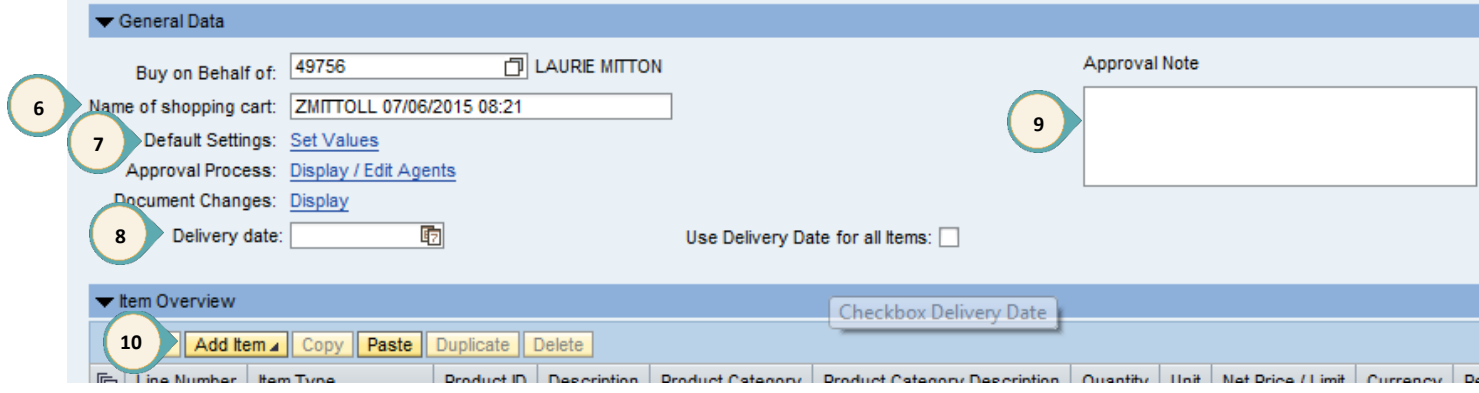 General Data
Buy on Behalf of: 49756 LAURIE MITTON
Approval Note
6 Name of shopping cart: ZMITTOLL 07/06/2015 08:21
9
7 Default Settings: Set Values
Approval Process: Display / Edit Agents
Document Changes: Display
8 Delivery date:
Use Delivery Date for all Items:
Item Overview
Checkbox Delivery Date
10 Add Item Copy Paste Duplicate Delete
Line Number Item Type Product ID Description Product Category Product Category Description Quantity Unit Net Price / Limit Currency